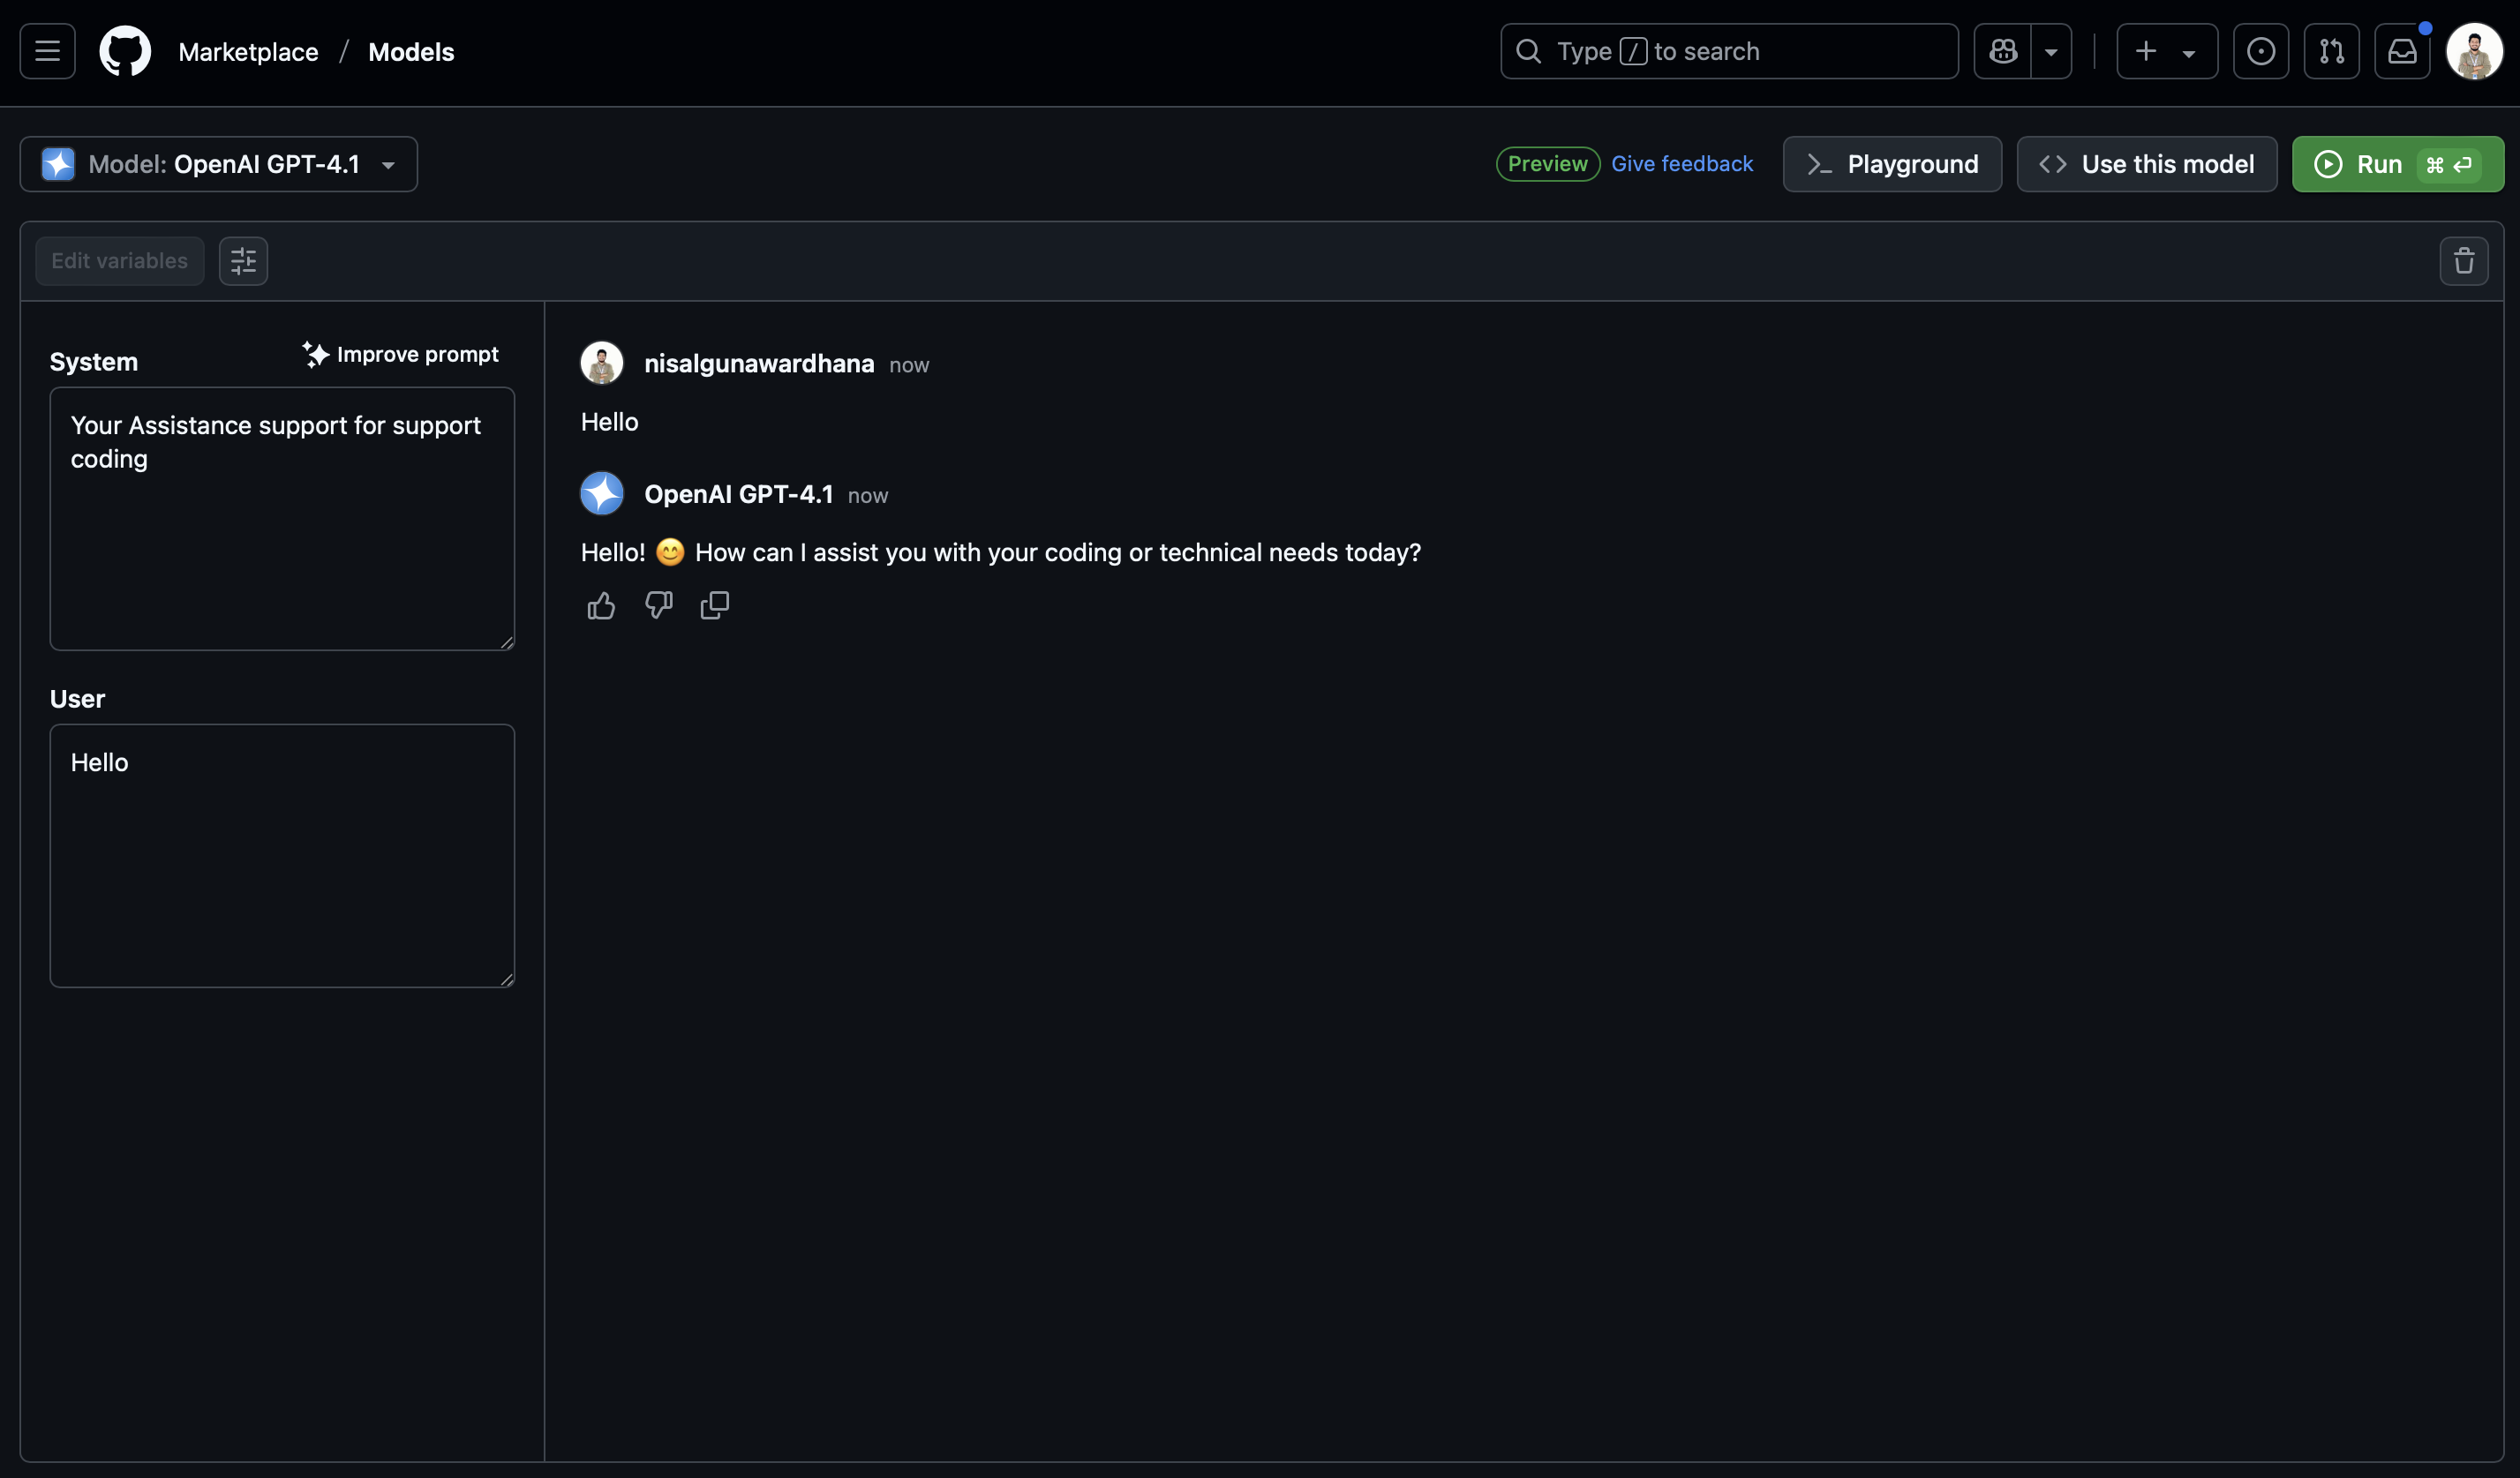 Marketplace / Models
Type / to search
Model: OpenAI GPT-4.1
Preview Give feedback
Playground
Use this model
Run ⌘ ↵
Edit variables
System
Improve prompt
Your Assistance support for support
coding
User
Hello
nisalgunawardhana now
Hello
OpenAI GPT-4.1 now
Hello! 😊 How can I assist you with your coding or technical needs today?